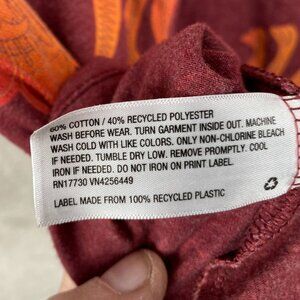 60% COTTON / 40% RECYCLED POLYESTER
WASH BEFORE WEAR. TURN GARMENT INSIDE OUT. MACHINE
WASH COLD WITH LIKE COLORS. ONLY NON-CHLORINE BLEACH
IF NEEDED. TUMBLE DRY LOW. REMOVE PROMPTLY. COOL
IRON IF NEEDED. DO NOT IRON ON PRINT LABEL.
RN17730 VN4256449
LABEL MADE FROM 100% RECYCLED PLASTIC